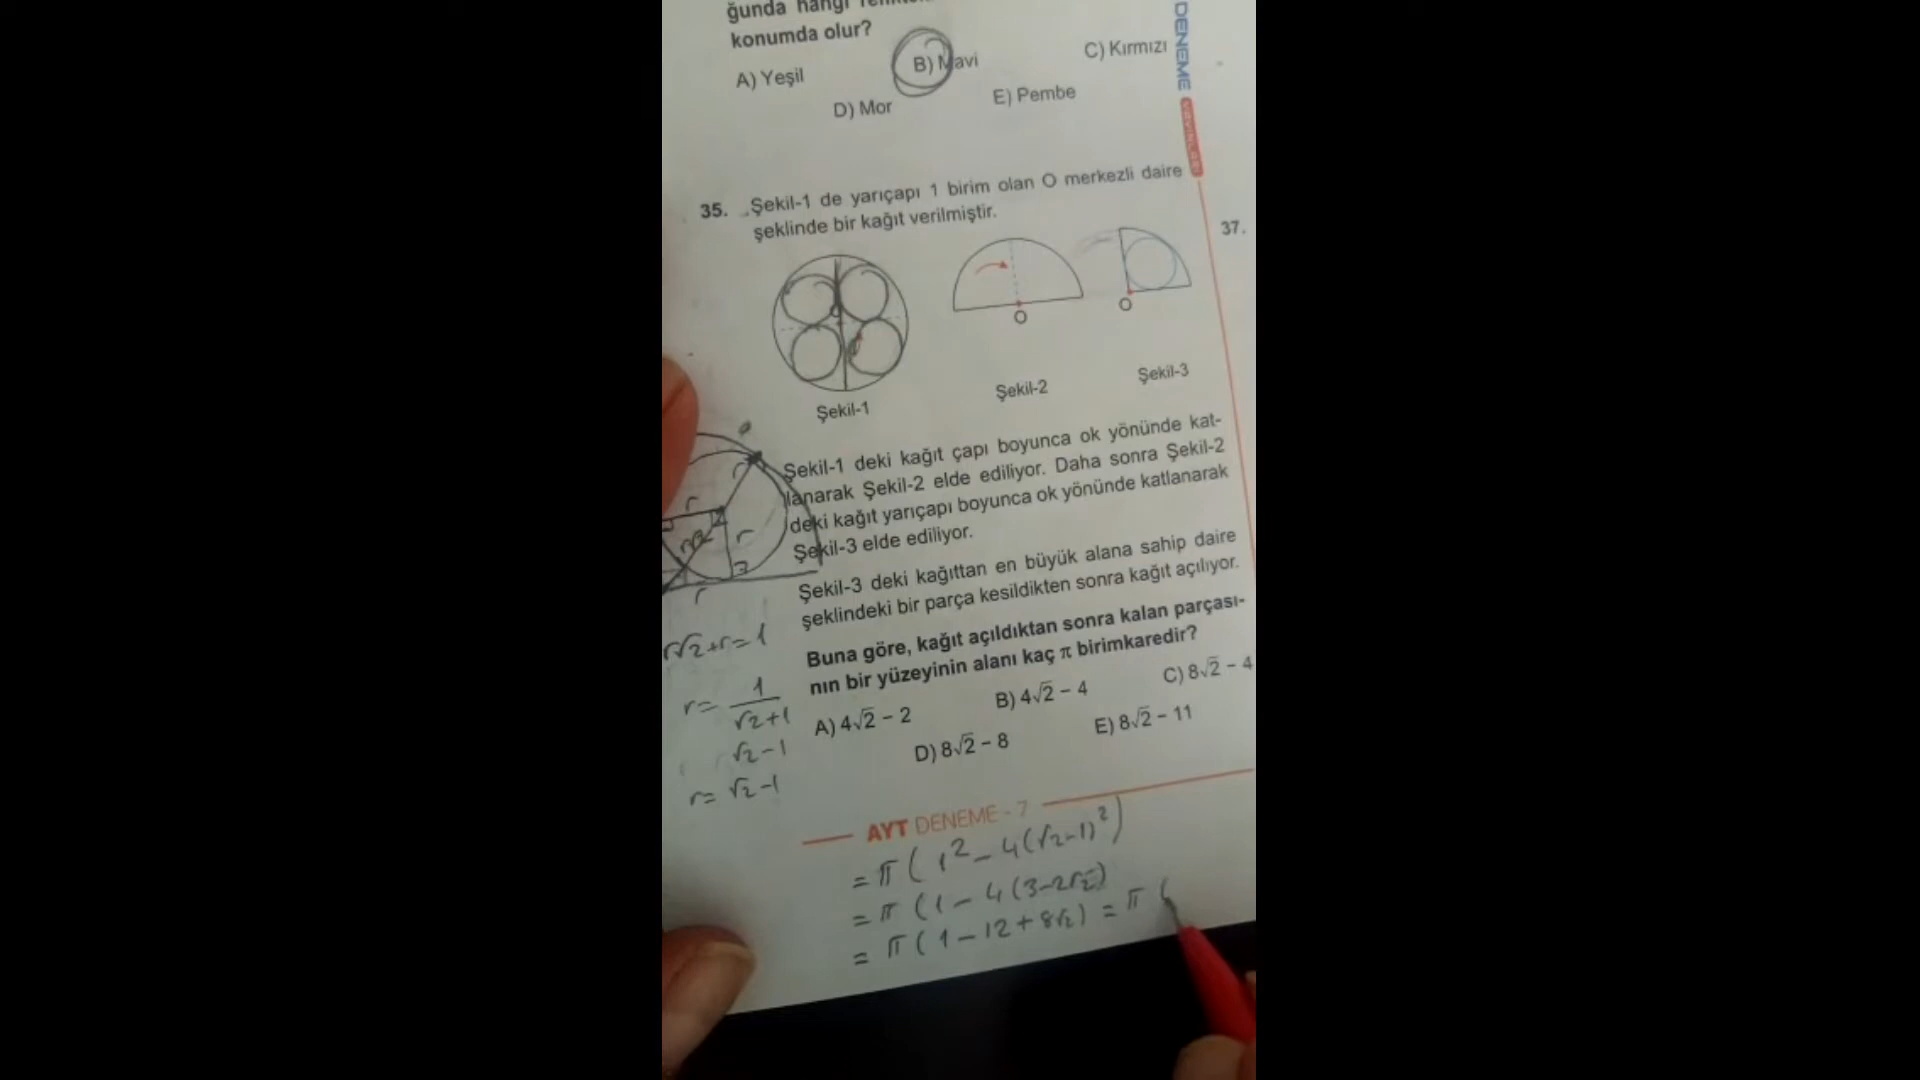 ğunda hangi
konumda olur?
A) Yeşil
B) Mavi
C) Kırmızı
D) Mor
E) Pembe
DENEME
YAYINLARI
35. Şekil-1 de yarıçapı 1 birim olan O merkezli daire
şeklinde bir kağıt verilmiştir.
37.
O
O
Şekil-1
Şekil-2
Şekil-3
Şekil-1 deki kağıt çapı boyunca ok yönünde kat-
lanarak Şekil-2 elde ediliyor. Daha sonra Şekil-2
deki kağıt yarıçapı boyunca ok yönünde katlanarak
Şekil-3 elde ediliyor.
Şekil-3 deki kağıttan en büyük alana sahip daire
şeklindeki bir parça kesildikten sonra kağıt açılıyor.
Buna göre, kağıt açıldıktan sonra kalan parçası-
nın bir yüzeyinin alanı kaç π birimkaredir?
A) 4√2 − 2
B) 4√2 − 4
C) 8√2 − 4
D) 8√2 − 8
E) 8√2 − 11
r
r
r
r
r√2
r√2+r=1
r= 1/(√2+1)
√2-1
r= √2-1
AYT DENEME - 7
= π ( 1² - 4(√2-1)²)
= π (1 - 4(3-2√2)
= π ( 1 - 12 + 8√2) = π (